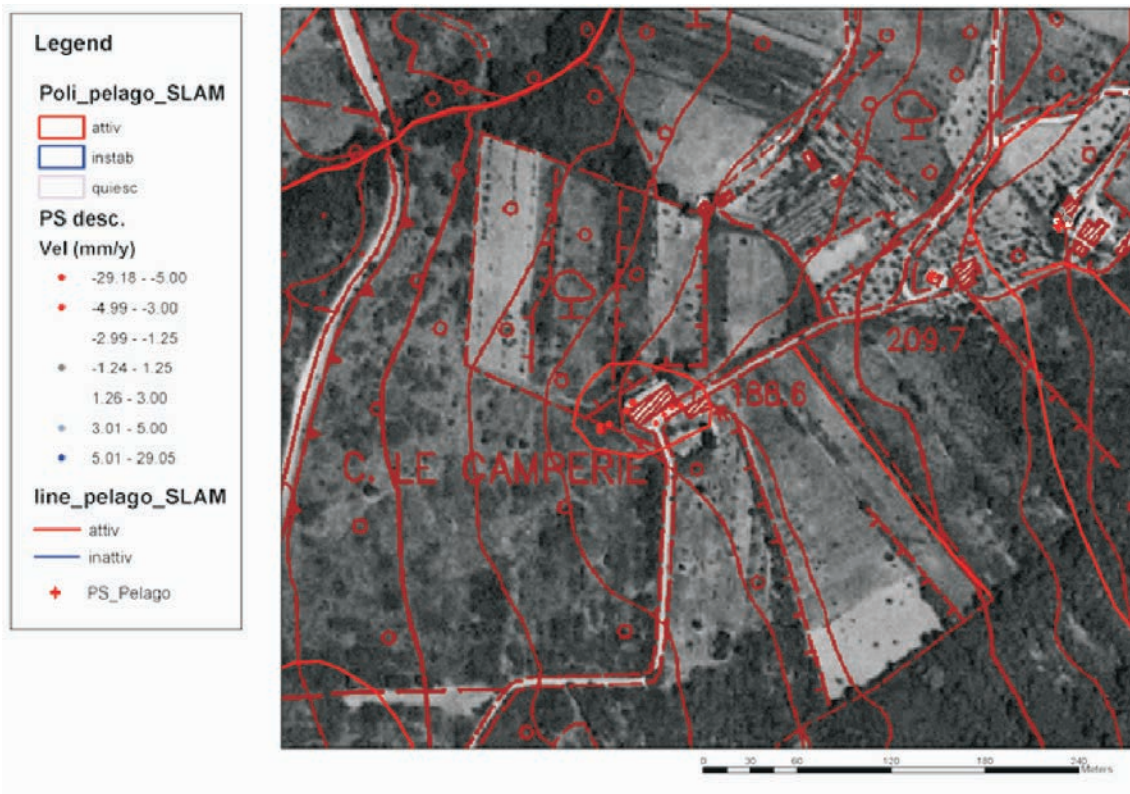 Legend
Poli_pelago_SLAM
attiv
instab
quiesc
PS desc.
Vel (mm/y)
-29.18 - -5.00
-4.99 - -3.00
-2.99 - -1.25
-1.24 - 1.25
1.26 - 3.00
3.01 - 5.00
5.01 - 29.05
line_pelago_SLAM
attiv
inattiv
PS_Pelago
209.7
188.6
C. LE CAMPERIE
0 30 60 120 180 240
Meters